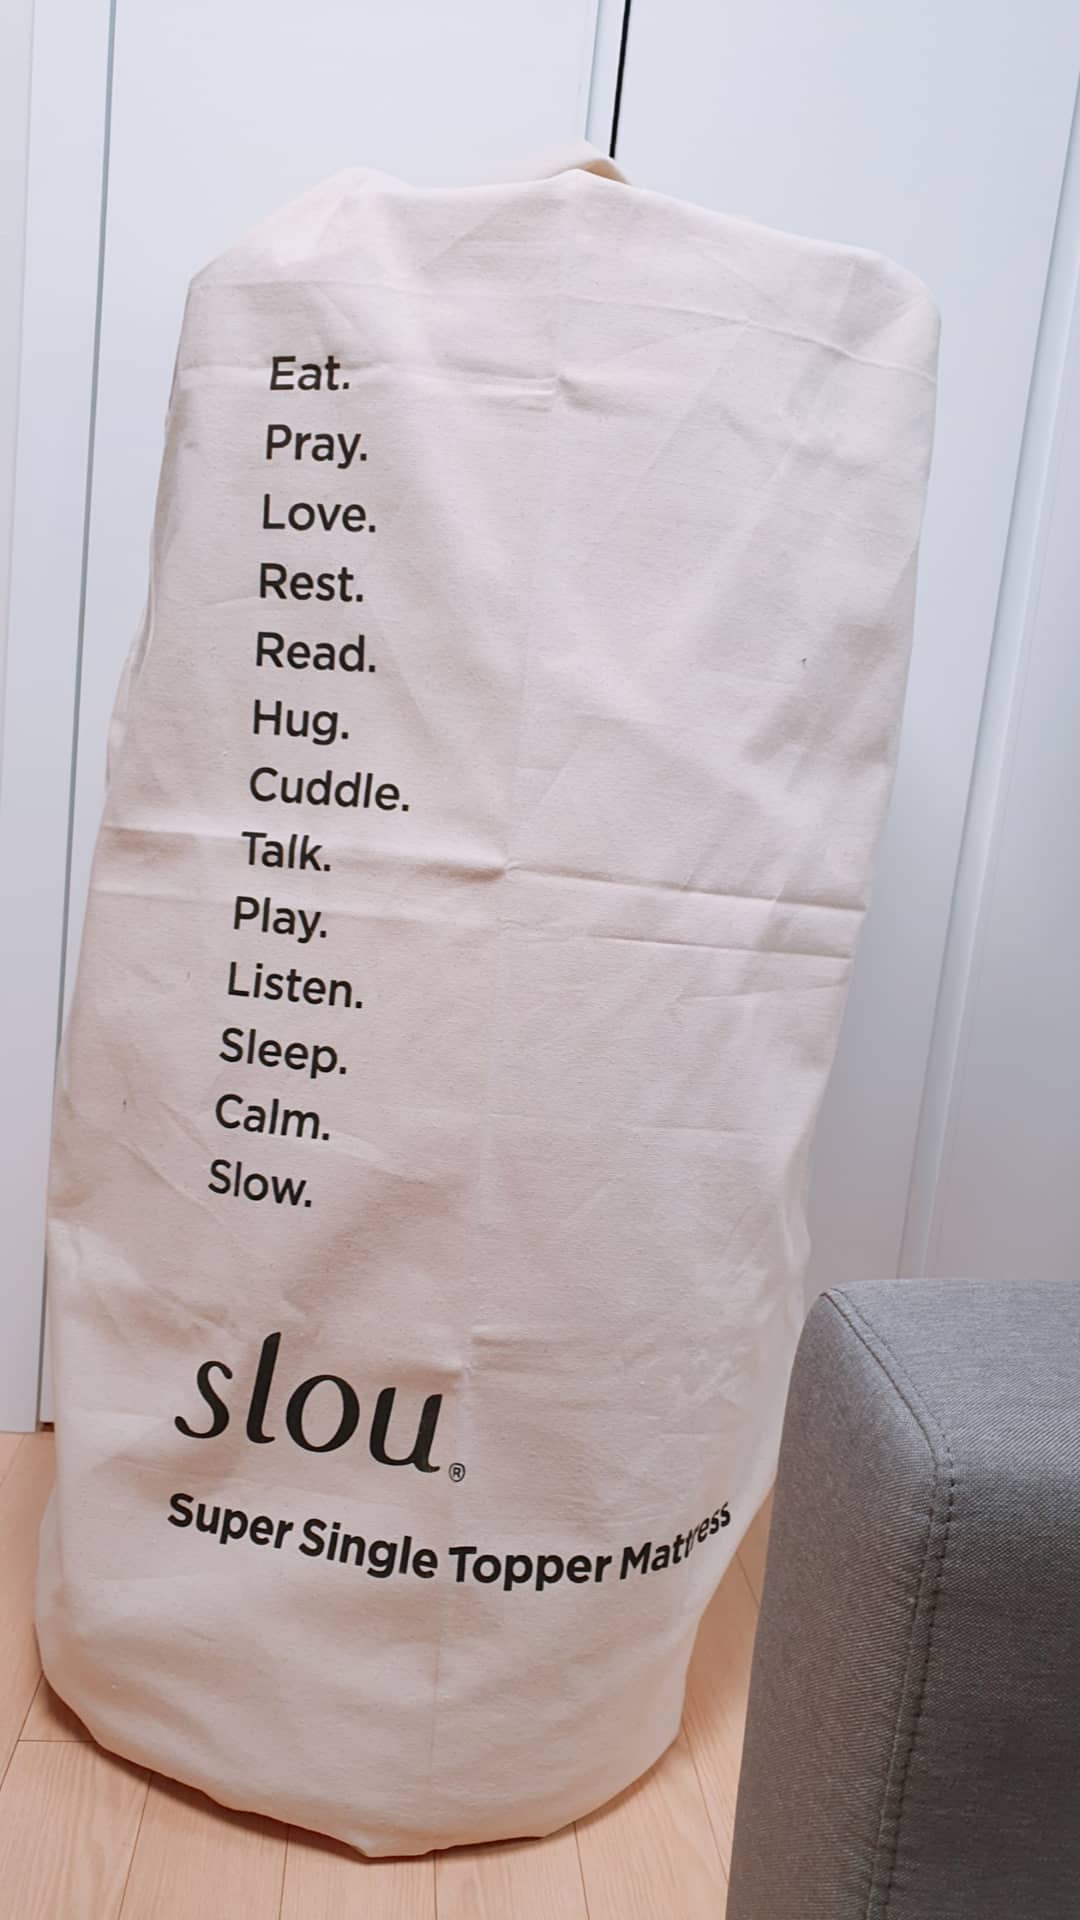 Eat.
Pray.
Love.
Rest.
Read.
Hug.
Cuddle.
Talk.
Play.
Listen.
Sleep.
Calm.
Slow.
slou®
Super Single Topper Mattress